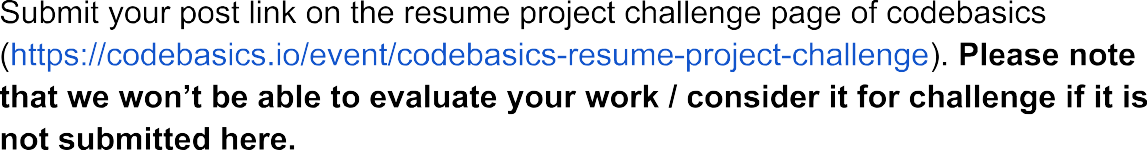 Submit your post link on the resume project challenge page of codebasics
(https://codebasics.io/event/codebasics-resume-project-challenge). Please note
that we won’t be able to evaluate your work / consider it for challenge if it is
not submitted here.